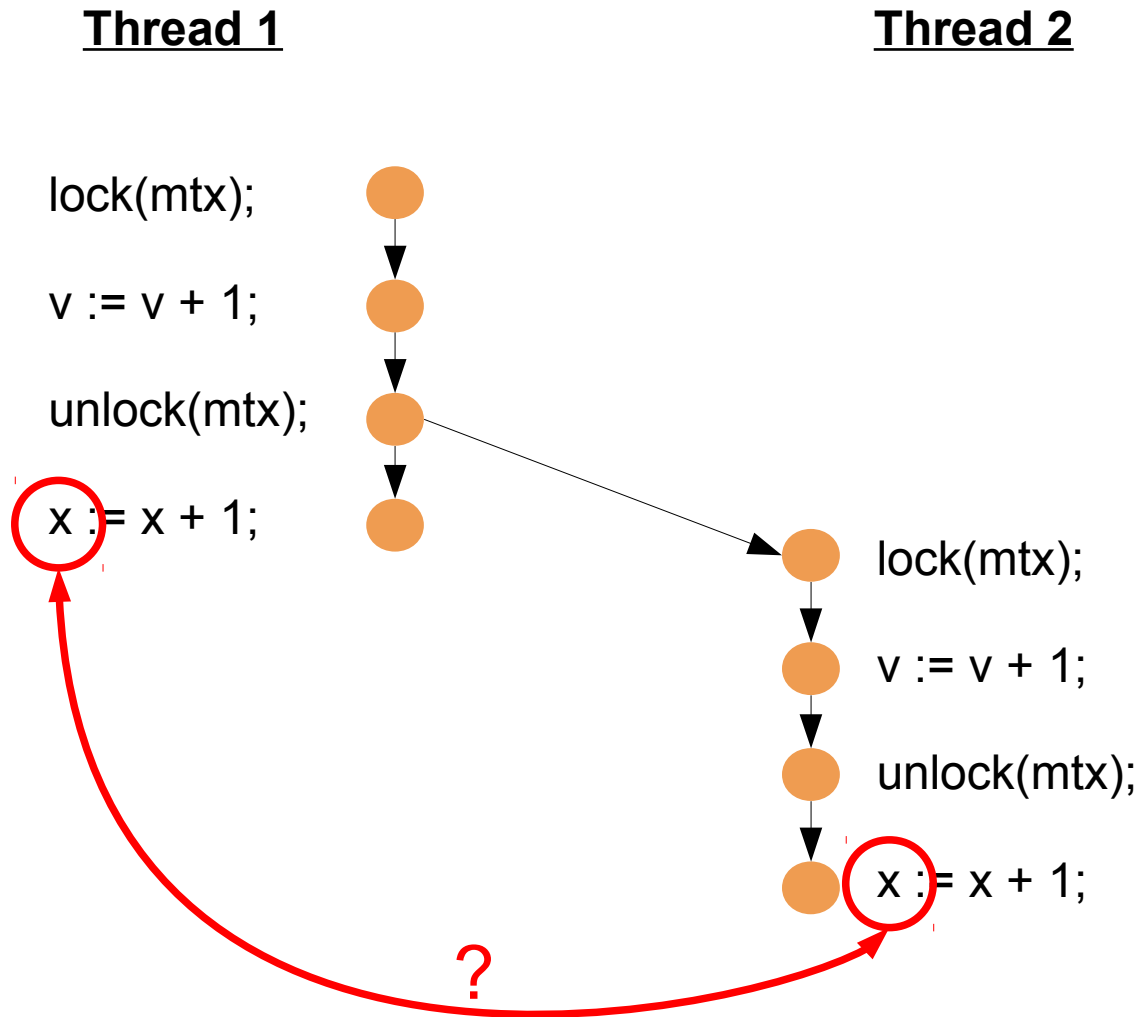 Thread 1
Thread 2
lock(mtx);
v := v + 1;
unlock(mtx);
x := x + 1;
lock(mtx);
v := v + 1;
unlock(mtx);
x := x + 1;
?